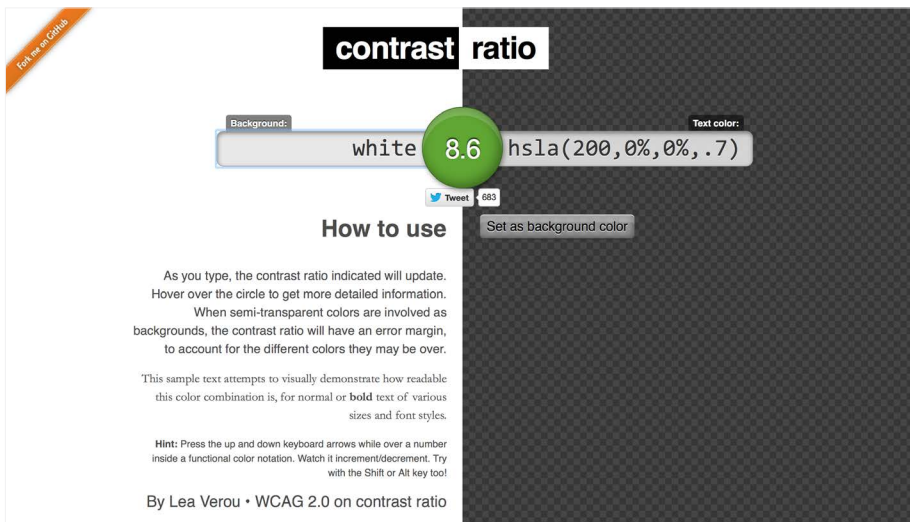 Fork me on GitHub
contrast ratio
Background:
Text color:
white
8.6
hsla(200,0%,0%,.7)
Tweet
683
Set as background color
How to use
As you type, the contrast ratio indicated will update.
Hover over the circle to get more detailed information.
When semi-transparent colors are involved as
backgrounds, the contrast ratio will have an error margin,
to account for the different colors they may be over.
This sample text attempts to visually demonstrate how readable
this color combination is, for normal or bold text of various
sizes and font styles.
Hint: Press the up and down keyboard arrows while over a number
inside a functional color notation. Watch it increment/decrement. Try
with the Shift or Alt key too!
By Lea Verou • WCAG 2.0 on contrast ratio